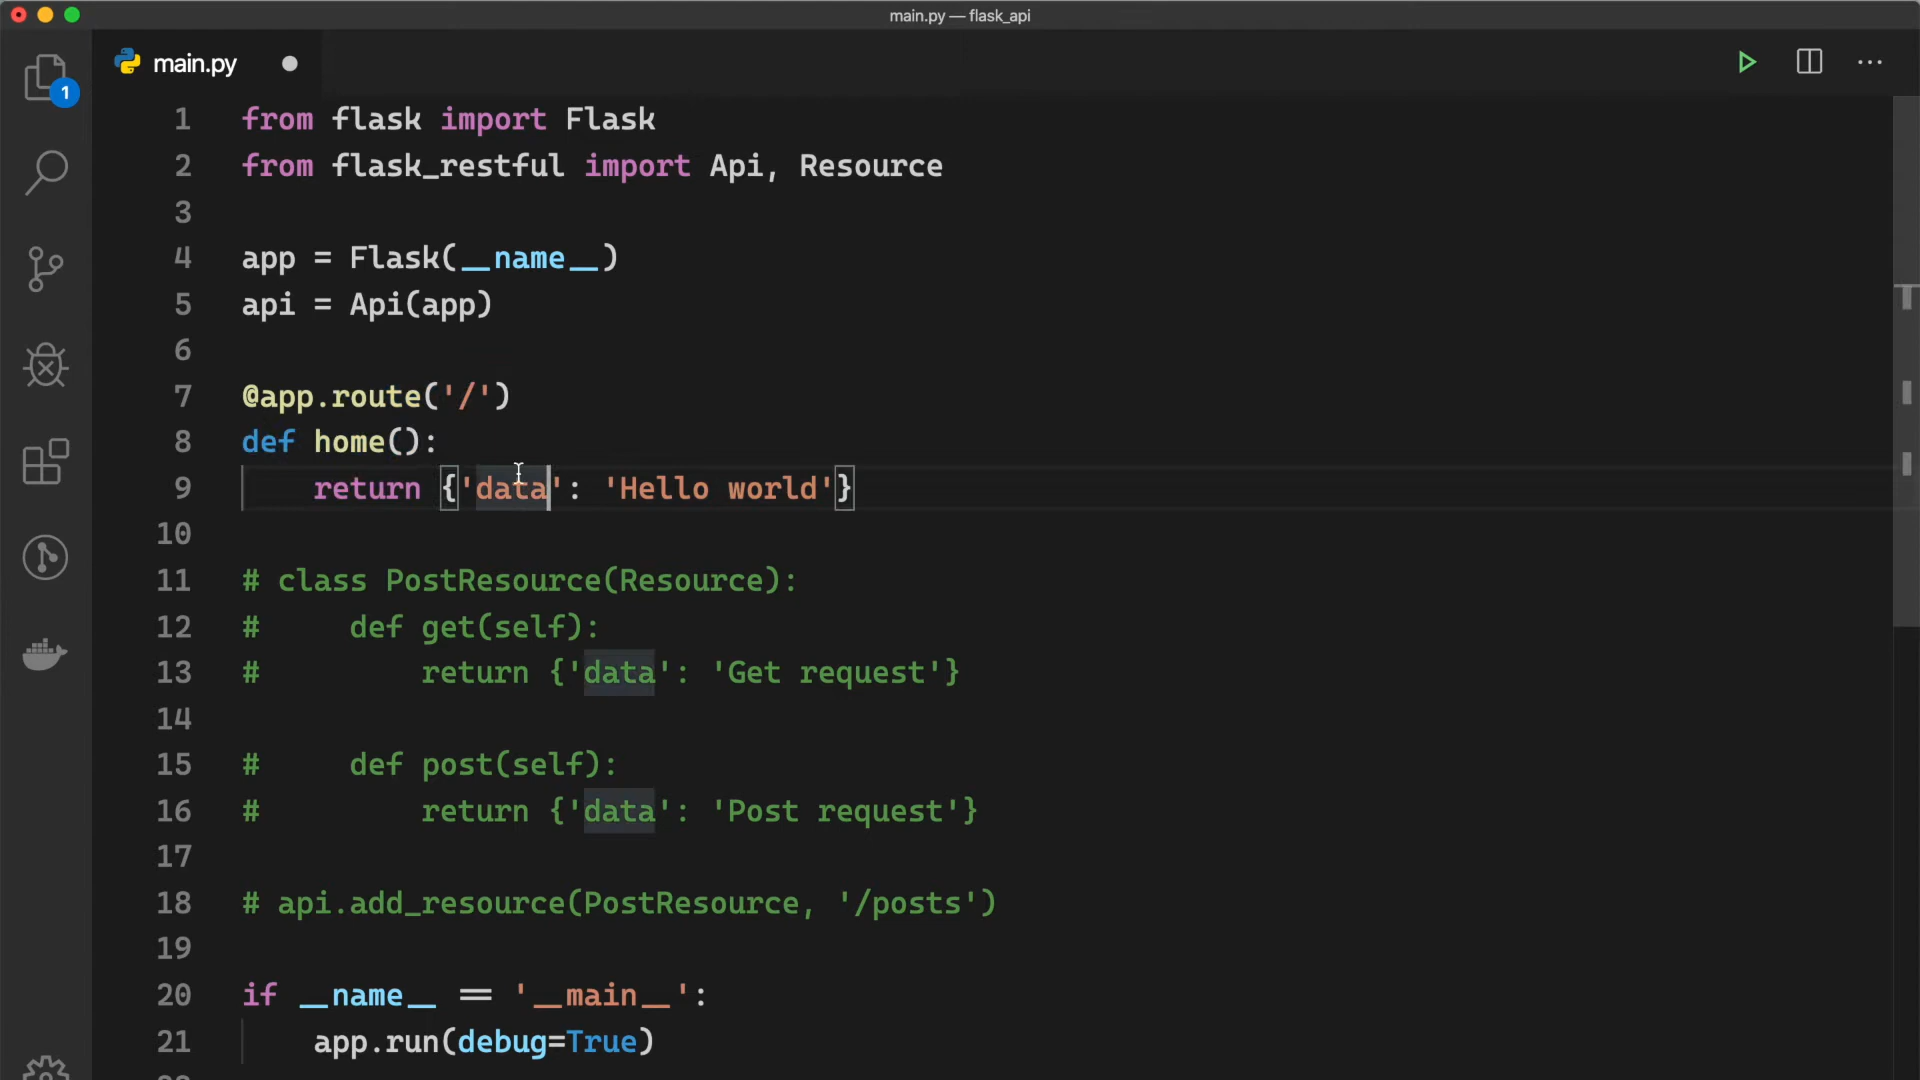 main.py — flask_api
1
main.py
1 from flask import Flask
2 from flask_restful import Api, Resource
3
4 app = Flask(__name__)
5 api = Api(app)
6
7 @app.route('/')
8 def home():
9     return {'data': 'Hello world'}
10
11 # class PostResource(Resource):
12 #     def get(self):
13 #         return {'data': 'Get request'}
14
15 #     def post(self):
16 #         return {'data': 'Post request'}
17
18 # api.add_resource(PostResource, '/posts')
19
20 if __name__ == '__main__':
21     app.run(debug=True)